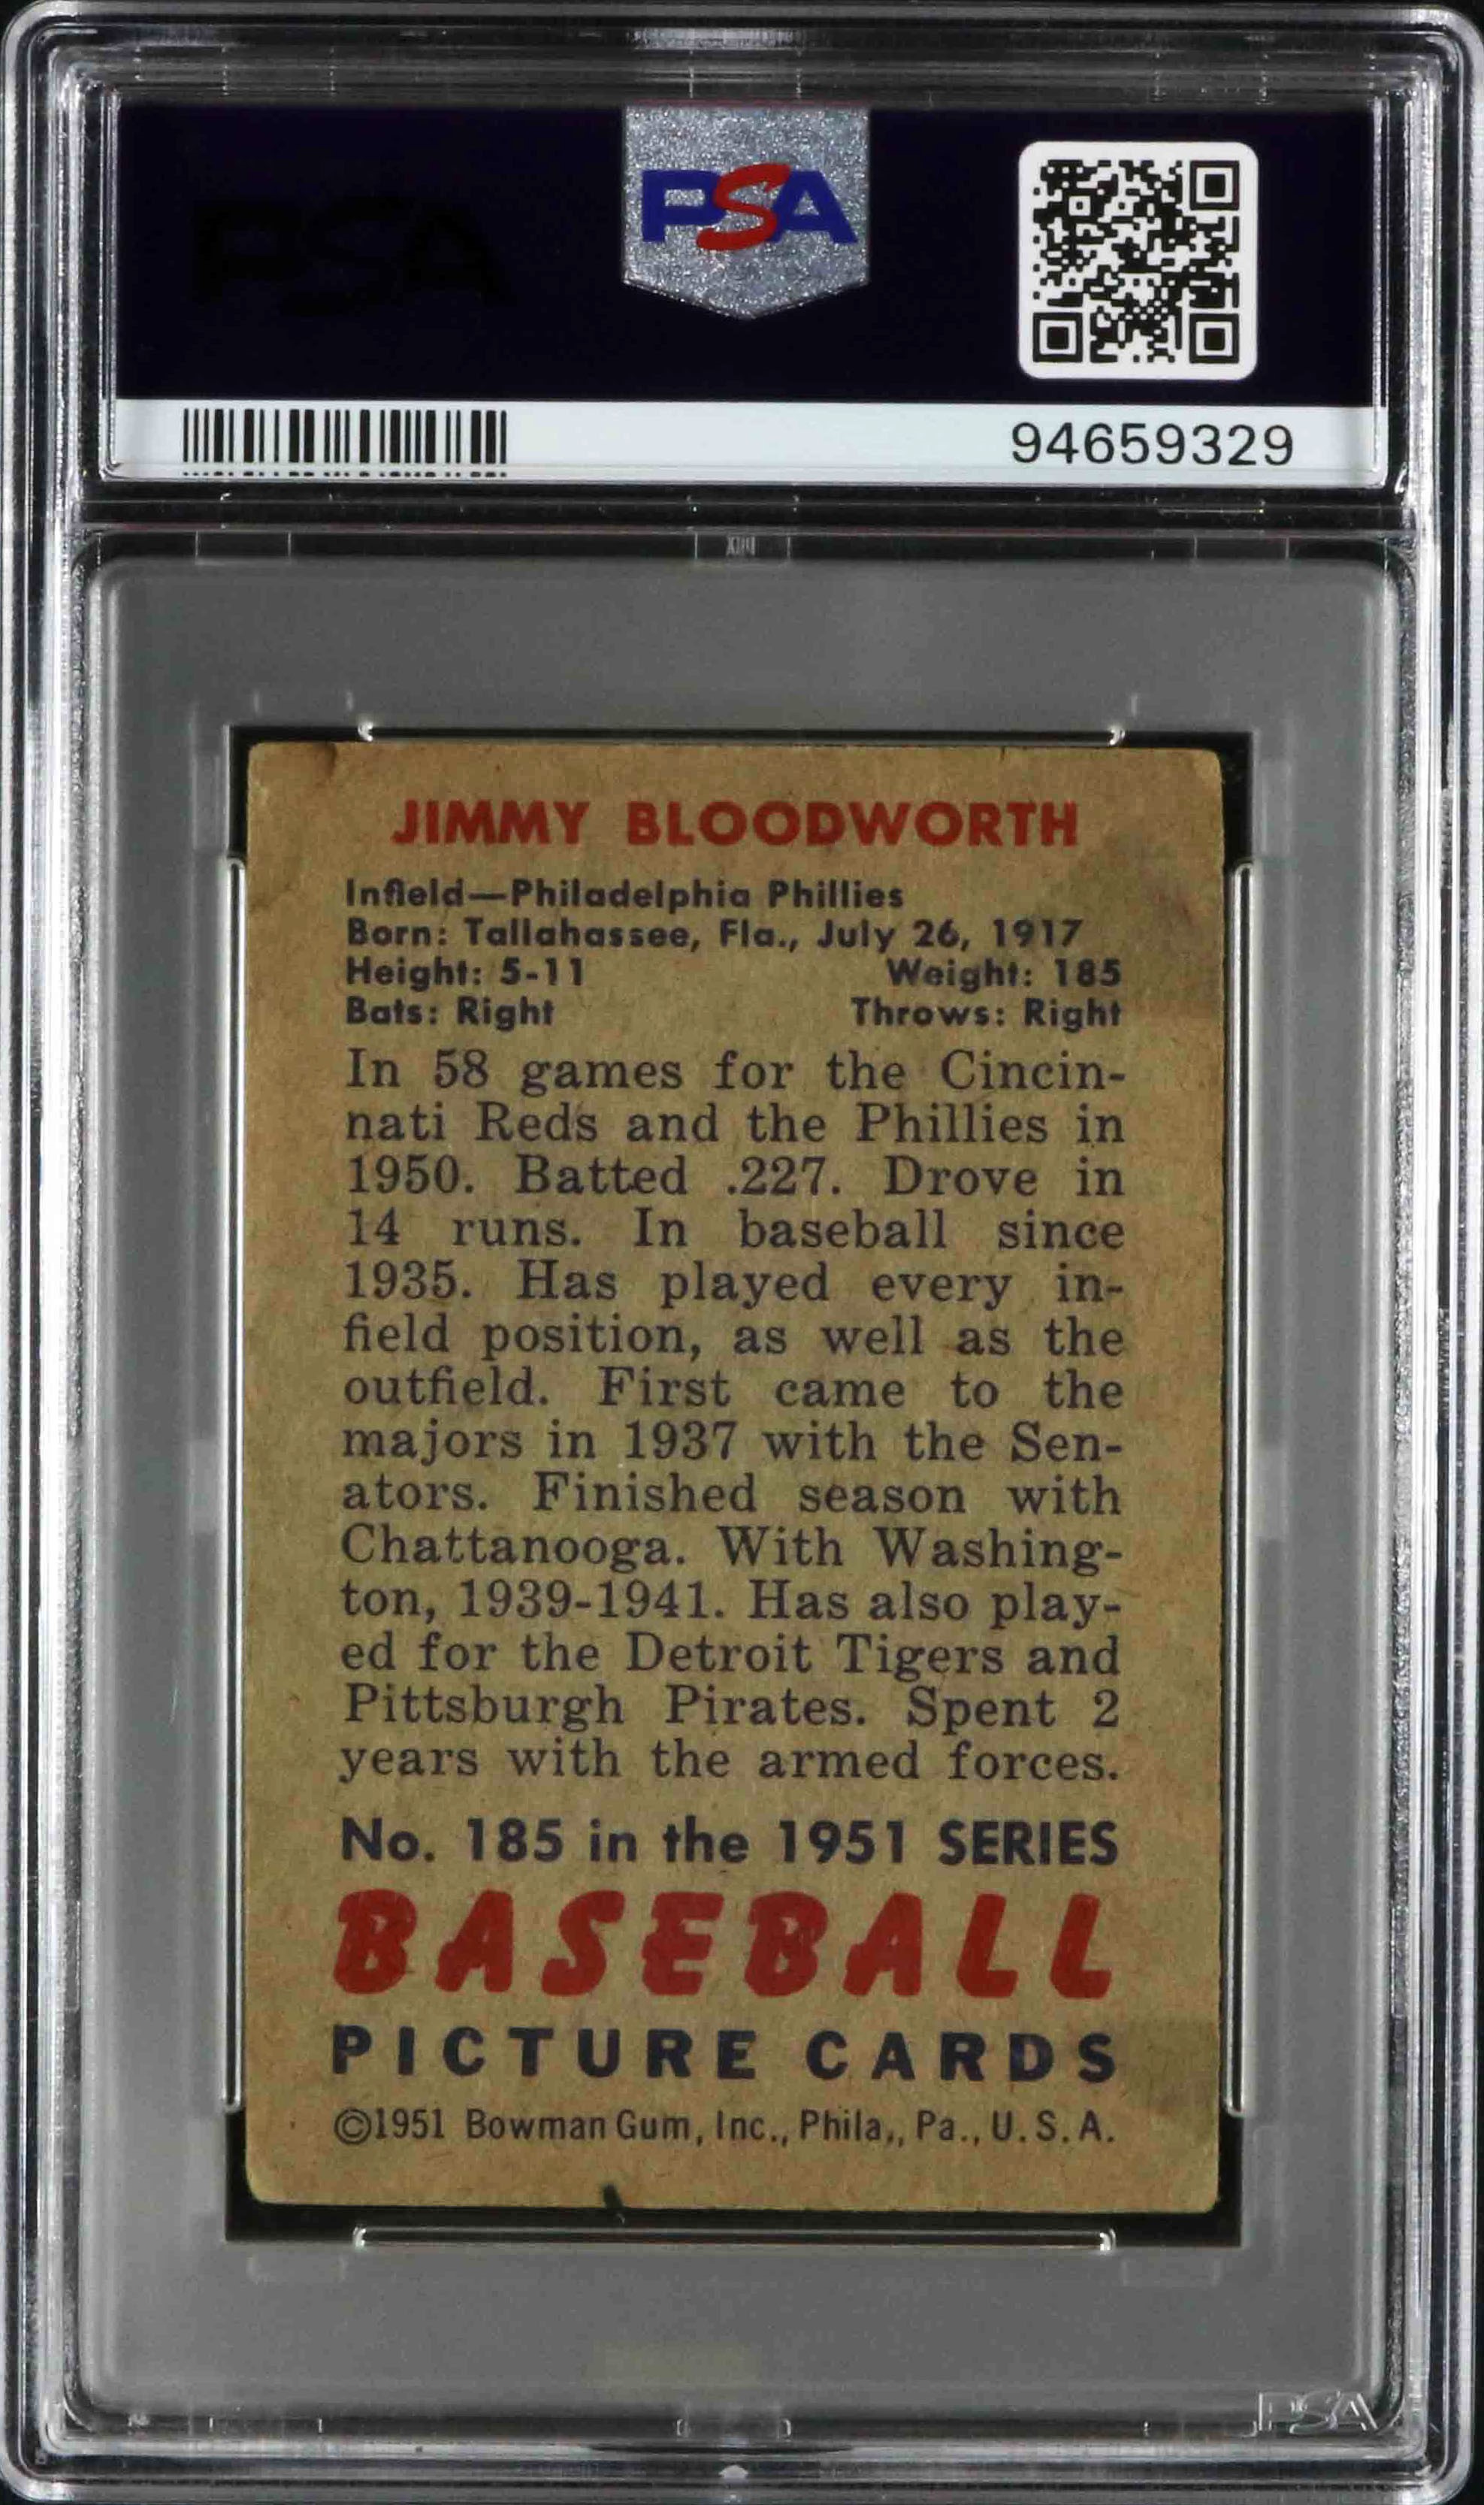 PSA
PSA
94659329
JIMMY BLOODWORTH
Infield—Philadelphia Phillies
Born: Tallahassee, Fla., July 26, 1917
Height: 5-11 Weight: 185
Bats: Right Throws: Right
In 58 games for the Cincin-
nati Reds and the Phillies in
1950. Batted .227. Drove in
14 runs. In baseball since
1935. Has played every in-
field position, as well as the
outfield. First came to the
majors in 1937 with the Sen-
ators. Finished season with
Chattanooga. With Washing-
ton, 1939-1941. Has also play-
ed for the Detroit Tigers and
Pittsburgh Pirates. Spent 2
years with the armed forces.
No. 185 in the 1951 SERIES
BASEBALL
PICTURE CARDS
©1951 Bowman Gum, Inc., Phila,, Pa., U.S.A.
PSA